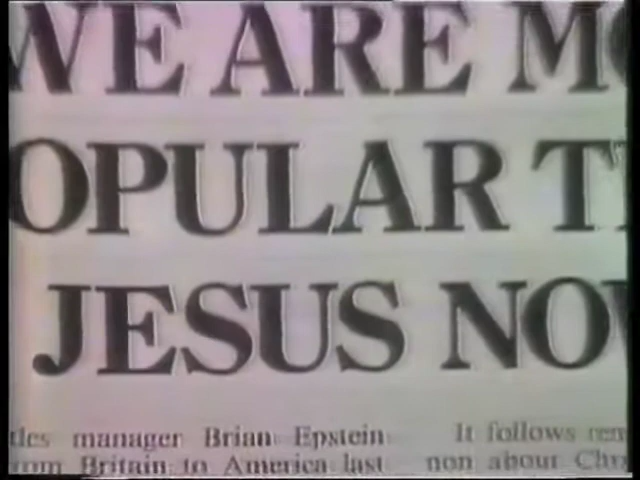 WE ARE MO
OPULAR T
JESUS NOW
tles manager Brian Epstein
rom Britain to America last
It follows rem
non about Chr